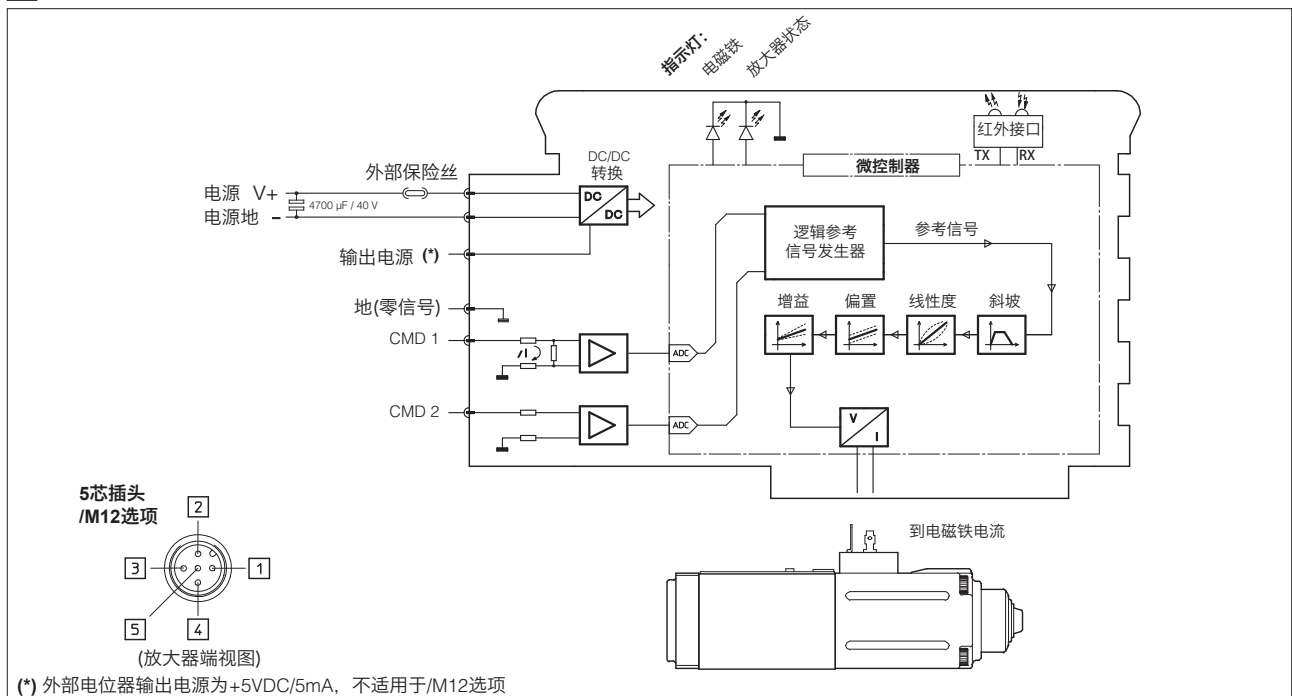 指示灯:
电磁铁
放大器状态
红外接口
TX RX
微控制器
DC/DC
转换
DC
DC
外部保险丝
电源 V+
4700 μF / 40 V
电源地 -
输出电源 (*)
地(零信号)
CMD 1
/I
ADC
CMD 2
ADC
逻辑参考
信号发生器
参考信号
增益
偏置
线性度
斜坡
V
I
到电磁铁电流
5芯插头
/M12选项
2
3
1
5
4
(放大器端视图)
(*) 外部电位器输出电源为+5VDC/5mA, 不适用于/M12选项